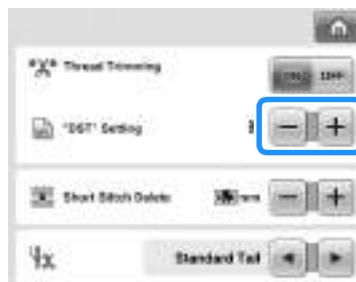 Thread Trimming ON OFF
"DST" Setting − +
Short Stitch Delete mm − +
Standard Tail